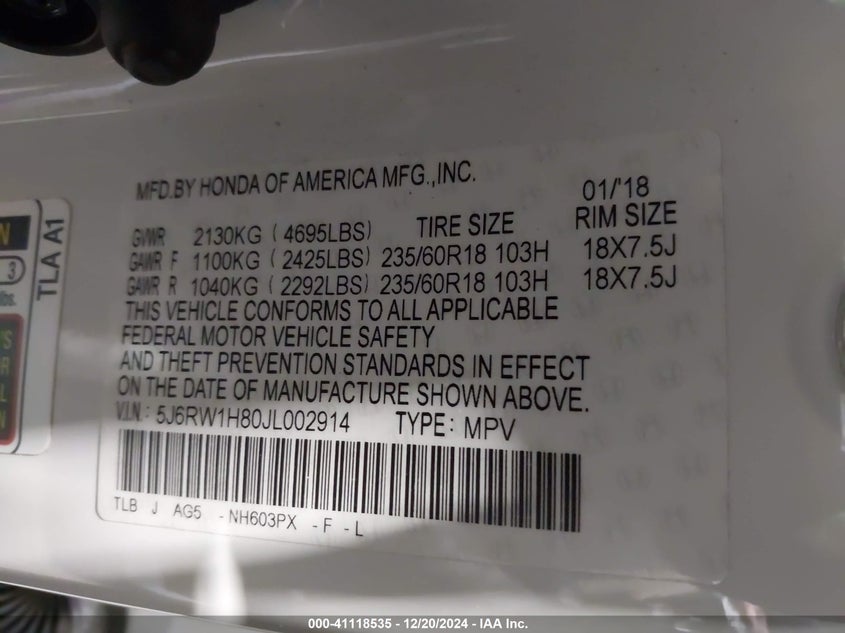 MFD.BY HONDA OF AMERICA MFG.,INC. 01/'18
GVWR 2130KG ( 4695LBS) TIRE SIZE RIM SIZE
GAWR F 1100KG ( 2425LBS) 235/60R18 103H 18X7.5J
GAWR R 1040KG ( 2292LBS) 235/60R18 103H 18X7.5J
THIS VEHICLE CONFORMS TO ALL APPLICABLE
FEDERAL MOTOR VEHICLE SAFETY
AND THEFT PREVENTION STANDARDS IN EFFECT
ON THE DATE OF MANUFACTURE SHOWN ABOVE.
V.I.N.: 5J6RW1H80JL002914 TYPE: MPV
TLB J AG5 -NH603PX -F -L
TLA A1
N
3
lbs.
'S
R
L
N
000-41118535 - 12/20/2024 - IAA Inc.